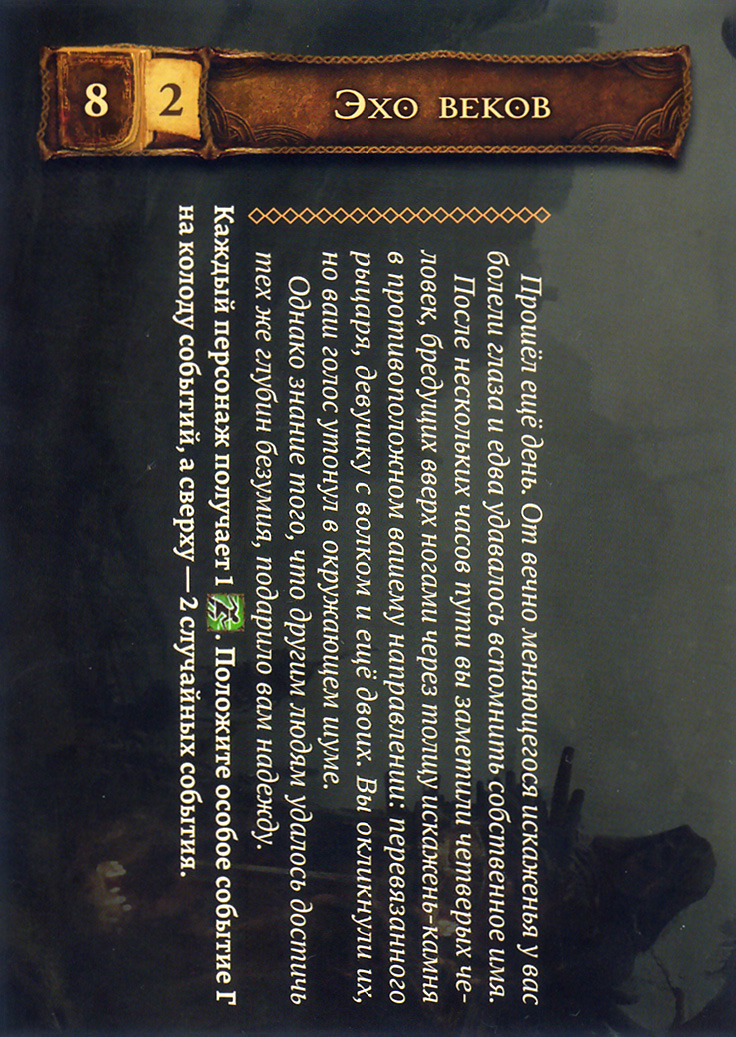 8 2 Эхо веков
Прошёл ещё день. От вечно меняющегося искаженья у вас
болели глаза и едва удавалось вспомнить собственное имя.
После нескольких часов пути вы заметили четверых че-
ловек, бредущих вверх ногами через толщу искажень-камня
в противоположном вашему направлении: перевязанного
рыцаря, девушку с волком и ещё двоих. Вы окликнули их,
но ваш голос утонул в окружающем шуме.
Однако знание того, что другим людям удалось достичь
тех же глубин безумия, подарило вам надежду.
Каждый персонаж получает 1 . Положите особое событие Г
на колоду событий, а сверху — 2 случайных события.